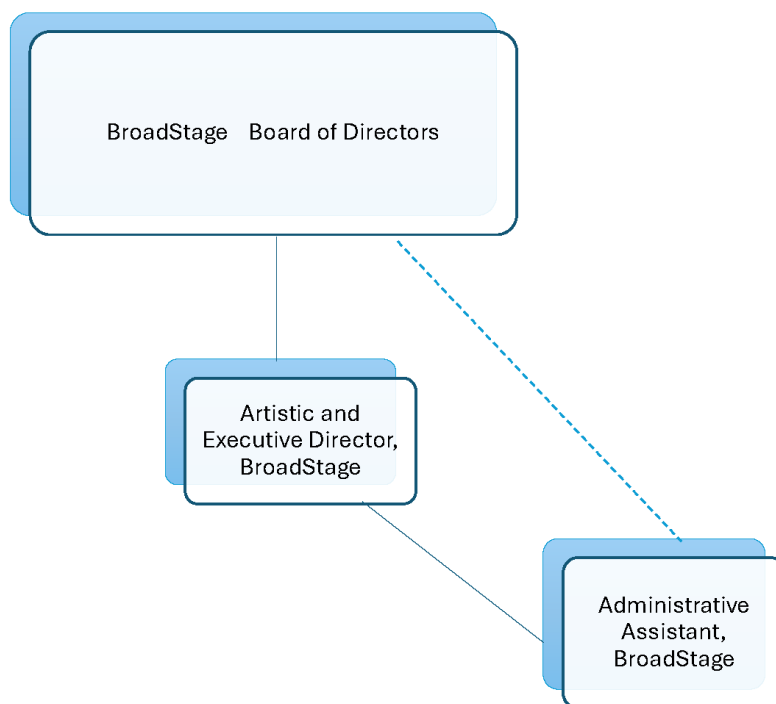 BroadStage   Board of Directors
Artistic and
Executive Director,
BroadStage
Administrative
Assistant,
BroadStage